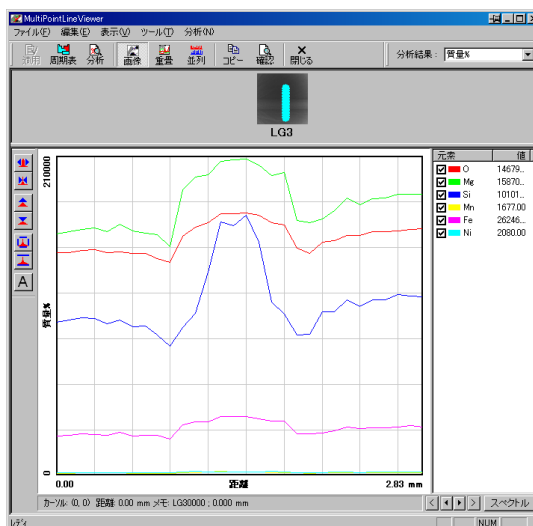 MultiPointLineViewer
ファイル(F) 編集(E) 表示(V) ツール(T) 分析(N)
適用 周期表 分析 画像 重畳 並列 コピー 確認 閉じる 分析結果: 質量%
LG3
元素 値
O 14679..
Mg 15870..
Si 10101..
Mn 1677.00
Fe 26246..
Ni 2080.00
A
210000
質量%
0
0.00 距離 2.83 mm
カーソル: (0, 0) 距離: 0.00 mm メモ: LG30000 ; 0.000 mm
スペクトル
レディ NUM